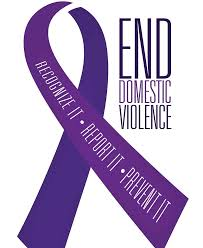 END
DOMESTIC
VIOLENCE
RECOGNIZE IT • REPORT IT • PREVENT IT